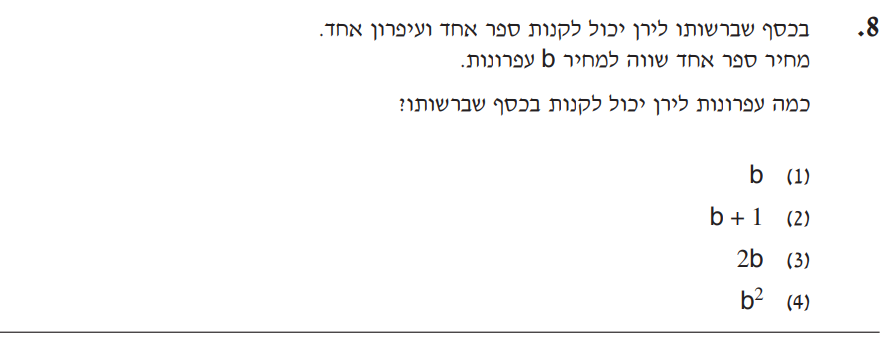 8. בכסף שברשותו לירן יכול לקנות ספר אחד ועיפרון אחד.
מחיר ספר אחד שווה למחיר b עפרונות.
כמה עפרונות לירן יכול לקנות בכסף שברשותו?
(1) b
(2) b + 1
(3) 2b
(4) b²